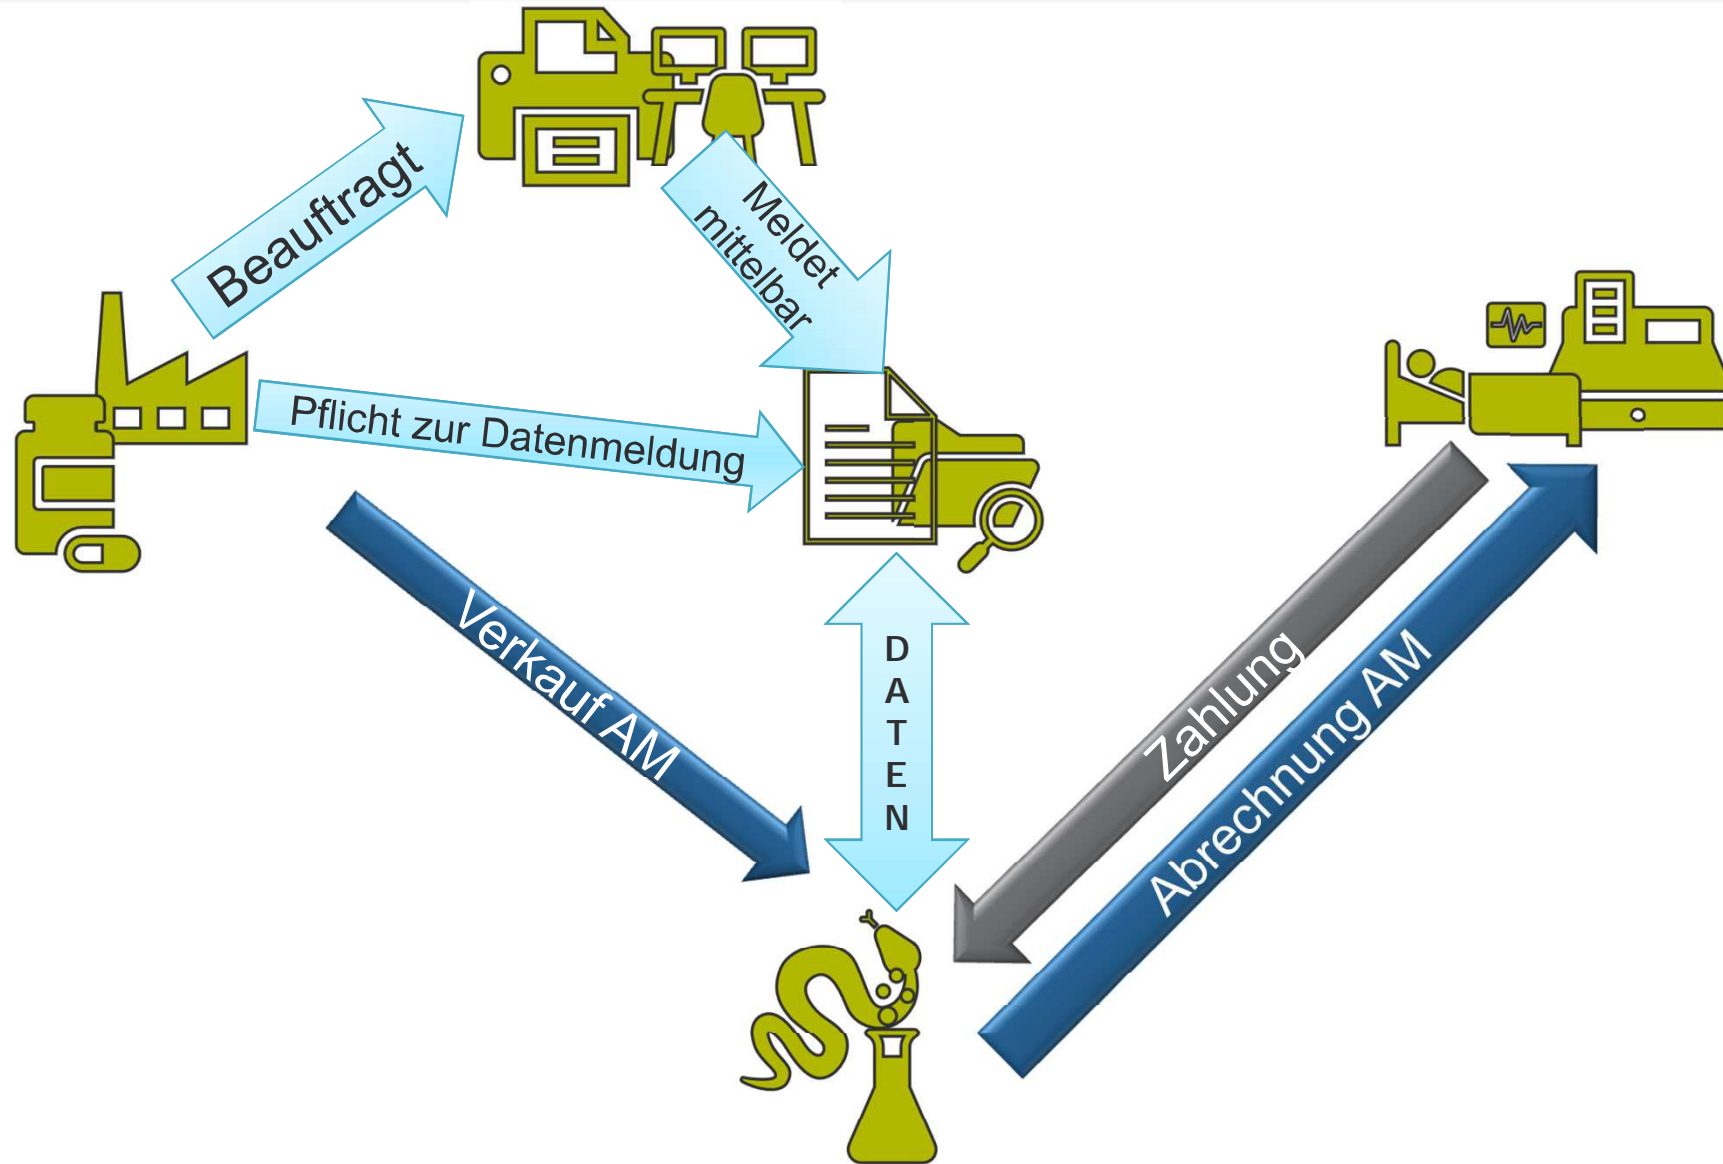 Beauftragt
Meldet
mittelbar
Pflicht zur Datenmeldung
Verkauf AM
D
A
T
E
N
Zahlung
Abrechnung AM